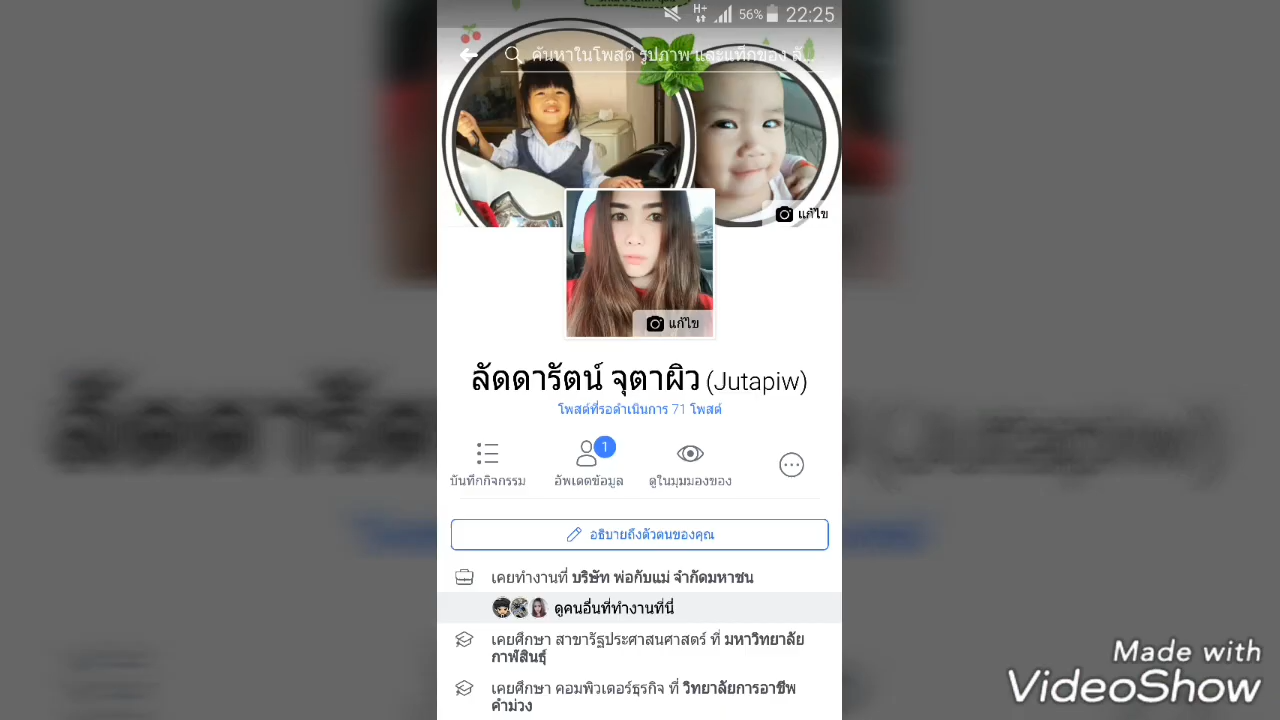 56% 22:25
ค้นหาในโพสต์ รูปภาพ และแท็กของ ลั...
แก้ไข
แก้ไข
ลัดดารัตน์ จุตาผิว (Jutapiw)
โพสต์ที่รอดำเนินการ 71 โพสต์
1
บันทึกกิจกรรม อัพเดตข้อมูล ดูในมุมมองของ
อธิบายถึงตัวตนของคุณ
เคยทำงานที่ บริษัท พ่อกับแม่ จำกัดมหาชน
ดูคนอื่นที่ทำงานที่นี่
เคยศึกษา สาขารัฐประศาสนศาสตร์ ที่ มหาวิทยาลัย
กาฬสินธุ์
เคยศึกษา คอมพิวเตอร์ธุรกิจ ที่ วิทยาลัยการอาชีพ
คำม่วง
Made with
VideoShow